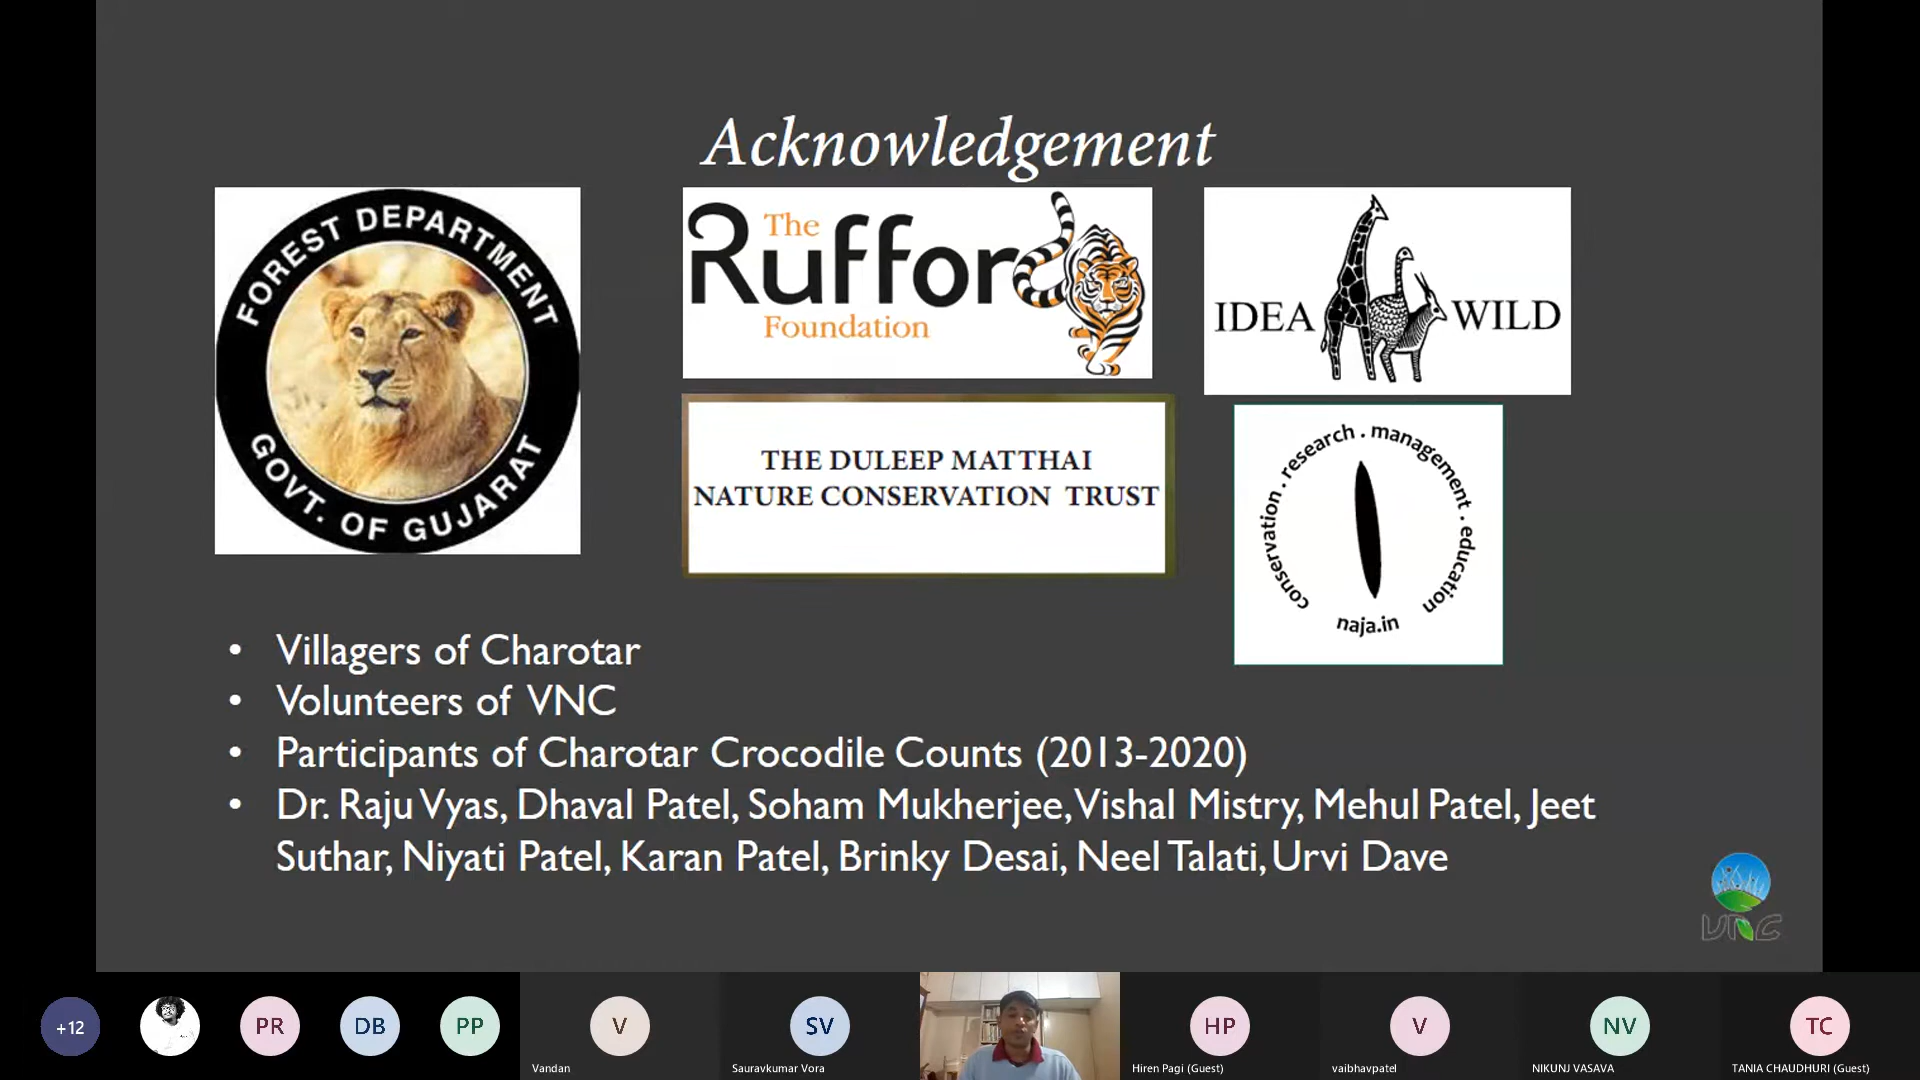 Acknowledgement
FOREST DEPARTMENT
GOVT. OF GUJARAT
The
Rufford
Foundation
IDEA WILD
THE DULEEP MATTHAI
NATURE CONSERVATION TRUST
conservation . research . management . education
naja.in
• Villagers of Charotar
• Volunteers of VNC
• Participants of Charotar Crocodile Counts (2013-2020)
• Dr. Raju Vyas, Dhaval Patel, Soham Mukherjee, Vishal Mistry, Mehul Patel, Jeet
Suthar, Niyati Patel, Karan Patel, Brinky Desai, Neel Talati, Urvi Dave
VNC
+12
PR
DB
PP
V
SV
HP
V
NV
TC
Vandan
Sauravkumar Vora
Hiren Pagi (Guest)
vaibhavpatel
NIKUNJ VASAVA
TANIA CHAUDHURI (Guest)